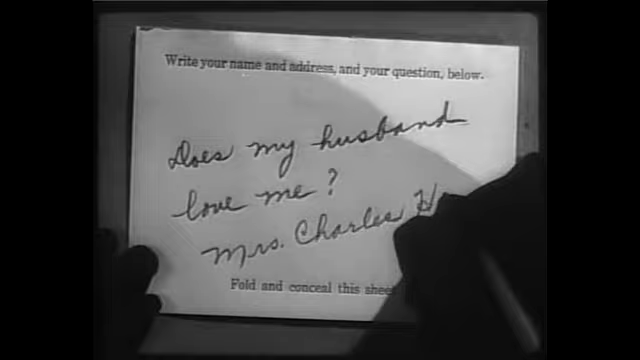 Write your name and address, and your question, below.
Does my husband
love me?
Mrs. Charles H
Fold and conceal this sheet